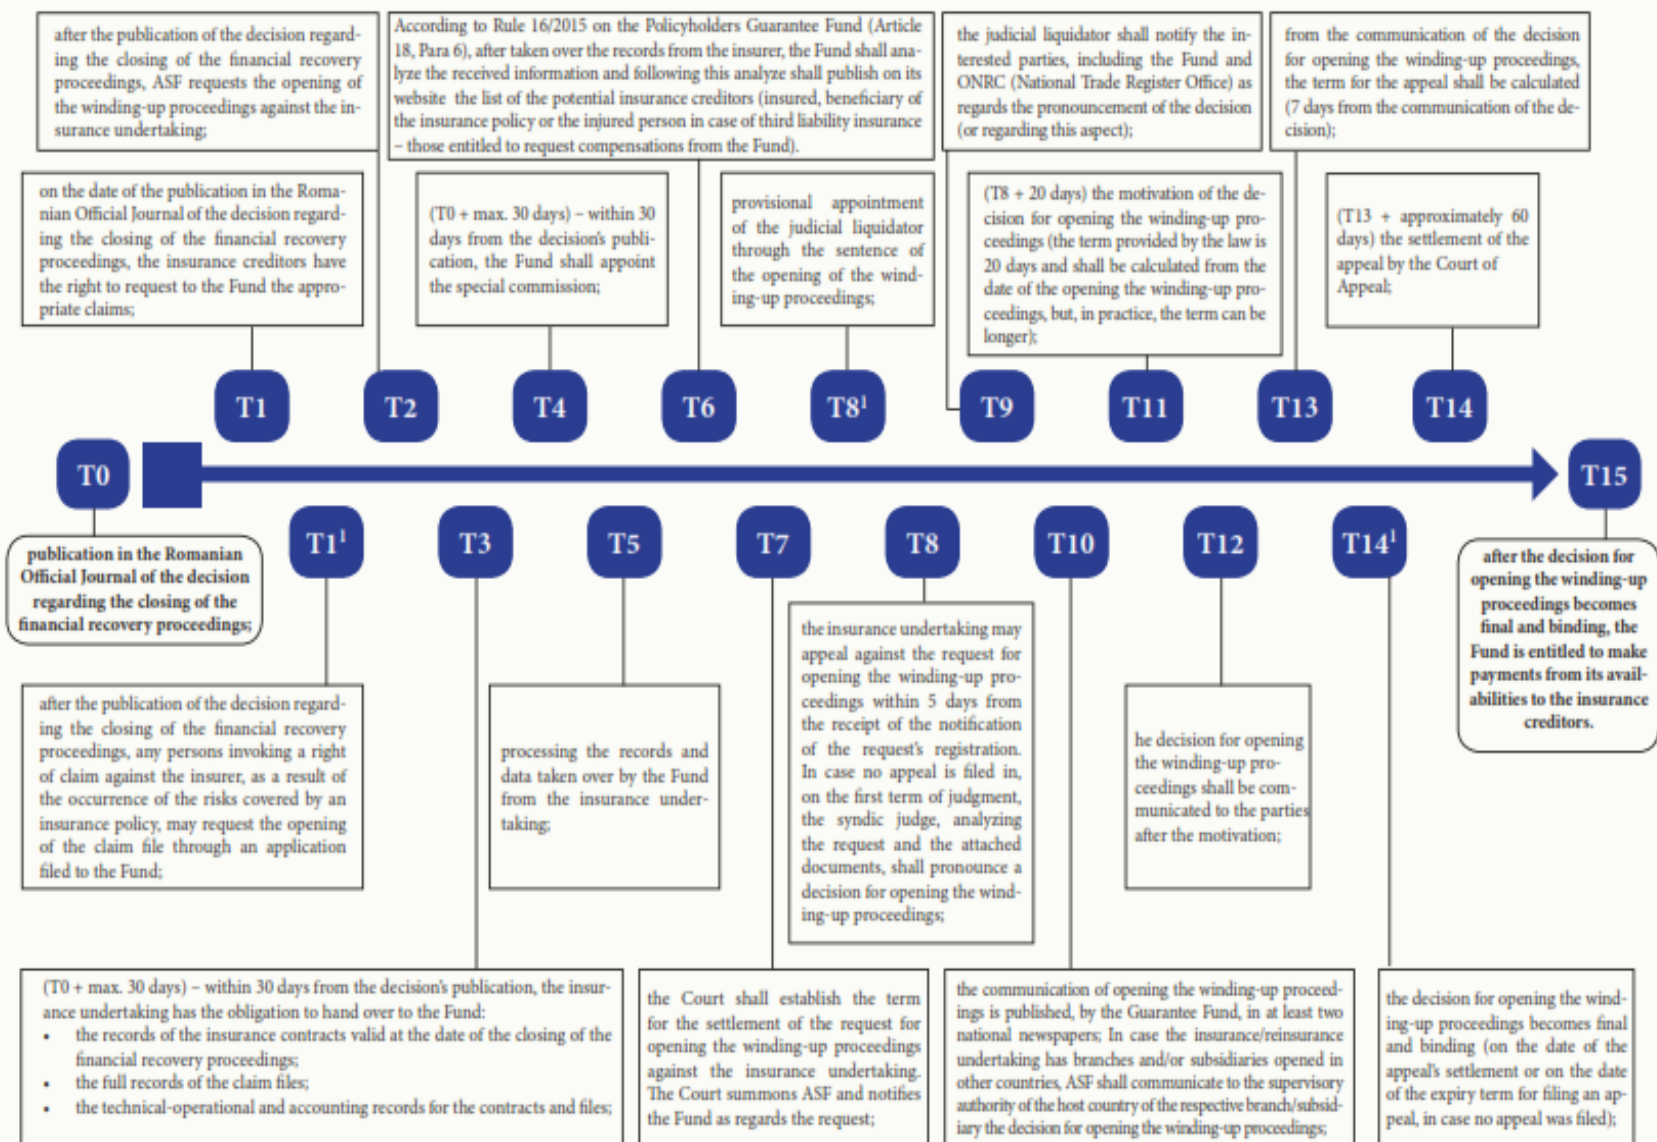 after the publication of the decision regard-
ing the closing of the financial recovery
proceedings, ASF requests the opening of
the winding-up proceedings against the in-
surance undertaking;
According to Rule 16/2015 on the Policyholders Guarantee Fund (Article
18, Para 6), after taken over the records from the insurer, the Fund shall ana-
lyze the received information and following this analyze shall publish on its
website the list of the potential insurance creditors (insured, beneficiary of
the insurance policy or the injured person in case of third liability insurance
– those entitled to request compensations from the Fund).
the judicial liquidator shall notify the in-
terested parties, including the Fund and
ONRC (National Trade Register Office) as
regards the pronouncement of the decision
(or regarding this aspect);
from the communication of the decision
for opening the winding-up proceedings,
the term for the appeal shall be calculated
(7 days from the communication of the de-
cision);
on the date of the publication in the Roma-
nian Official Journal of the decision regard-
ing the closing of the financial recovery
proceedings, the insurance creditors have
the right to request to the Fund the appro-
priate claims;
(T0 + max. 30 days) – within 30
days from the decision's publi-
cation, the Fund shall appoint
the special commission;
provisional appointment
of the judicial liquidator
through the sentence of
the opening of the wind-
ing-up proceedings;
(T8 + 20 days) the motivation of the de-
cision for opening the winding-up pro-
ceedings (the term provided by the law is
20 days and shall be calculated from the
date of the opening the winding-up pro-
ceedings, but, in practice, the term can be
longer);
(T13 + approximately 60
days) the settlement of the
appeal by the Court of
Appeal;
T1
T2
T4
T6
T8¹
T9
T11
T13
T14
T0
T15
T1¹
T3
T5
T7
T8
T10
T12
T14¹
publication in the Romanian
Official Journal of the decision
regarding the closing of the
financial recovery proceedings;
after the decision for
opening the winding-up
proceedings becomes
final and binding, the
Fund is entitled to make
payments from its avail-
abilities to the insurance
creditors.
after the publication of the decision regard-
ing the closing of the financial recovery
proceedings, any persons invoking a right
of claim against the insurer, as a result of
the occurrence of the risks covered by an
insurance policy, may request the opening
of the claim file through an application
filed to the Fund;
processing the records and
data taken over by the Fund
from the insurance under-
taking;
the insurance undertaking may
appeal against the request for
opening the winding-up pro-
ceedings within 5 days from
the receipt of the notification
of the request's registration.
In case no appeal is filed in,
on the first term of judgment,
the syndic judge, analyzing
the request and the attached
documents, shall pronounce a
decision for opening the wind-
ing-up proceedings;
he decision for opening
the winding-up pro-
ceedings shall be com-
municated to the parties
after the motivation;
(T0 + max. 30 days) – within 30 days from the decision's publication, the insur-
ance undertaking has the obligation to hand over to the Fund:
• the records of the insurance contracts valid at the date of the closing of the
financial recovery proceedings;
• the full records of the claim files;
• the technical-operational and accounting records for the contracts and files;
the Court shall establish the term
for the settlement of the request for
opening the winding-up proceedings
against the insurance undertaking.
The Court summons ASF and notifies
the Fund as regards the request;
the communication of opening the winding-up proceed-
ings is published, by the Guarantee Fund, in at least two
national newspapers; In case the insurance/reinsurance
undertaking has branches and/or subsidiaries opened in
other countries, ASF shall communicate to the supervisory
authority of the host country of the respective branch/subsid-
iary the decision for opening the winding-up proceedings;
the decision for opening the wind-
ing-up proceedings becomes final
and binding (on the date of the
appeal's settlement or on the date
of the expiry term for filing an ap-
peal, in case no appeal was filed);